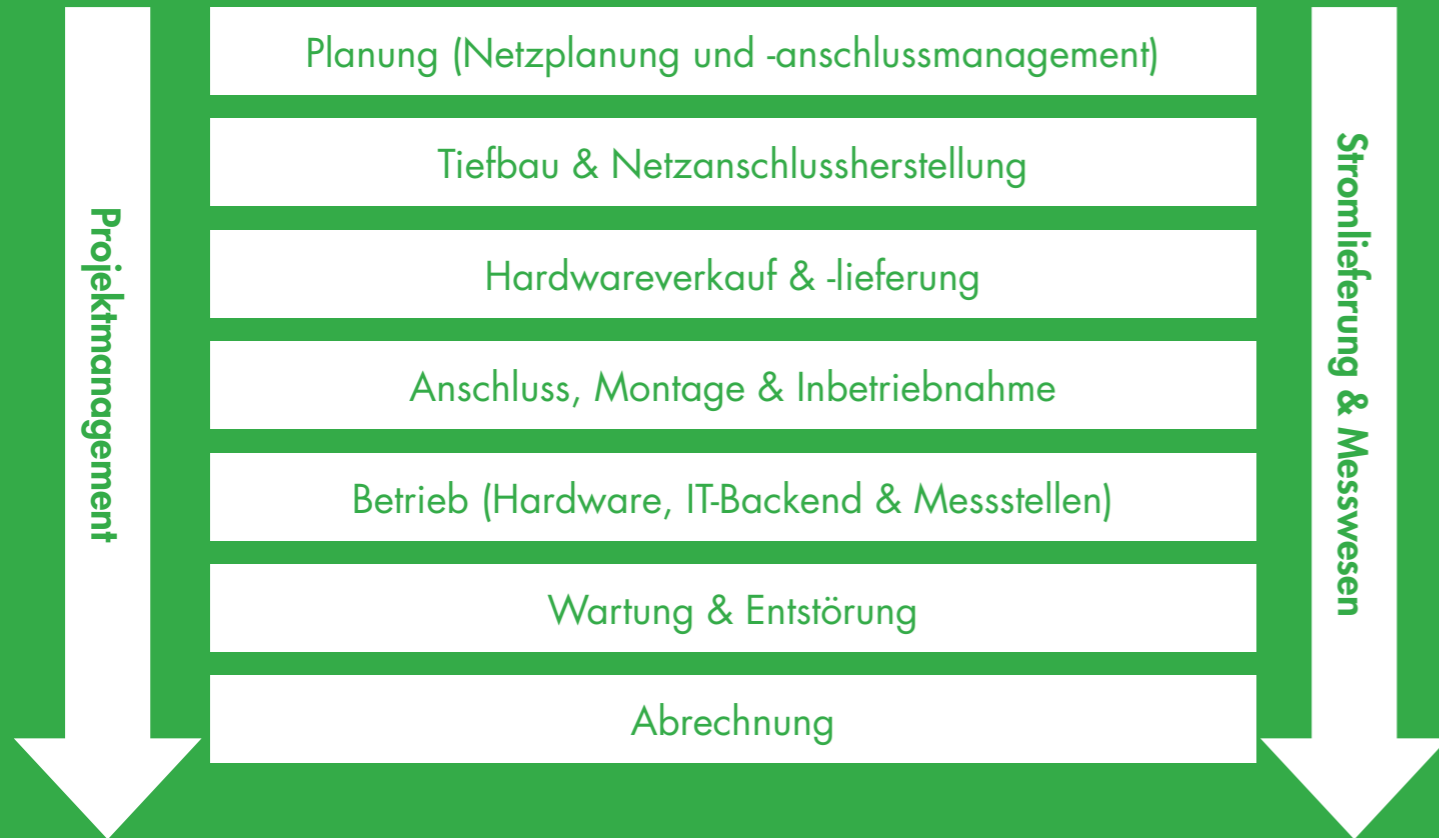 Planung (Netzplanung und -anschlussmanagement)
Tiefbau & Netzanschlussherstellung
Hardwareverkauf & -lieferung
Anschluss, Montage & Inbetriebnahme
Betrieb (Hardware, IT-Backend & Messstellen)
Wartung & Entstörung
Abrechnung
Projektmanagement
Stromlieferung & Messwesen